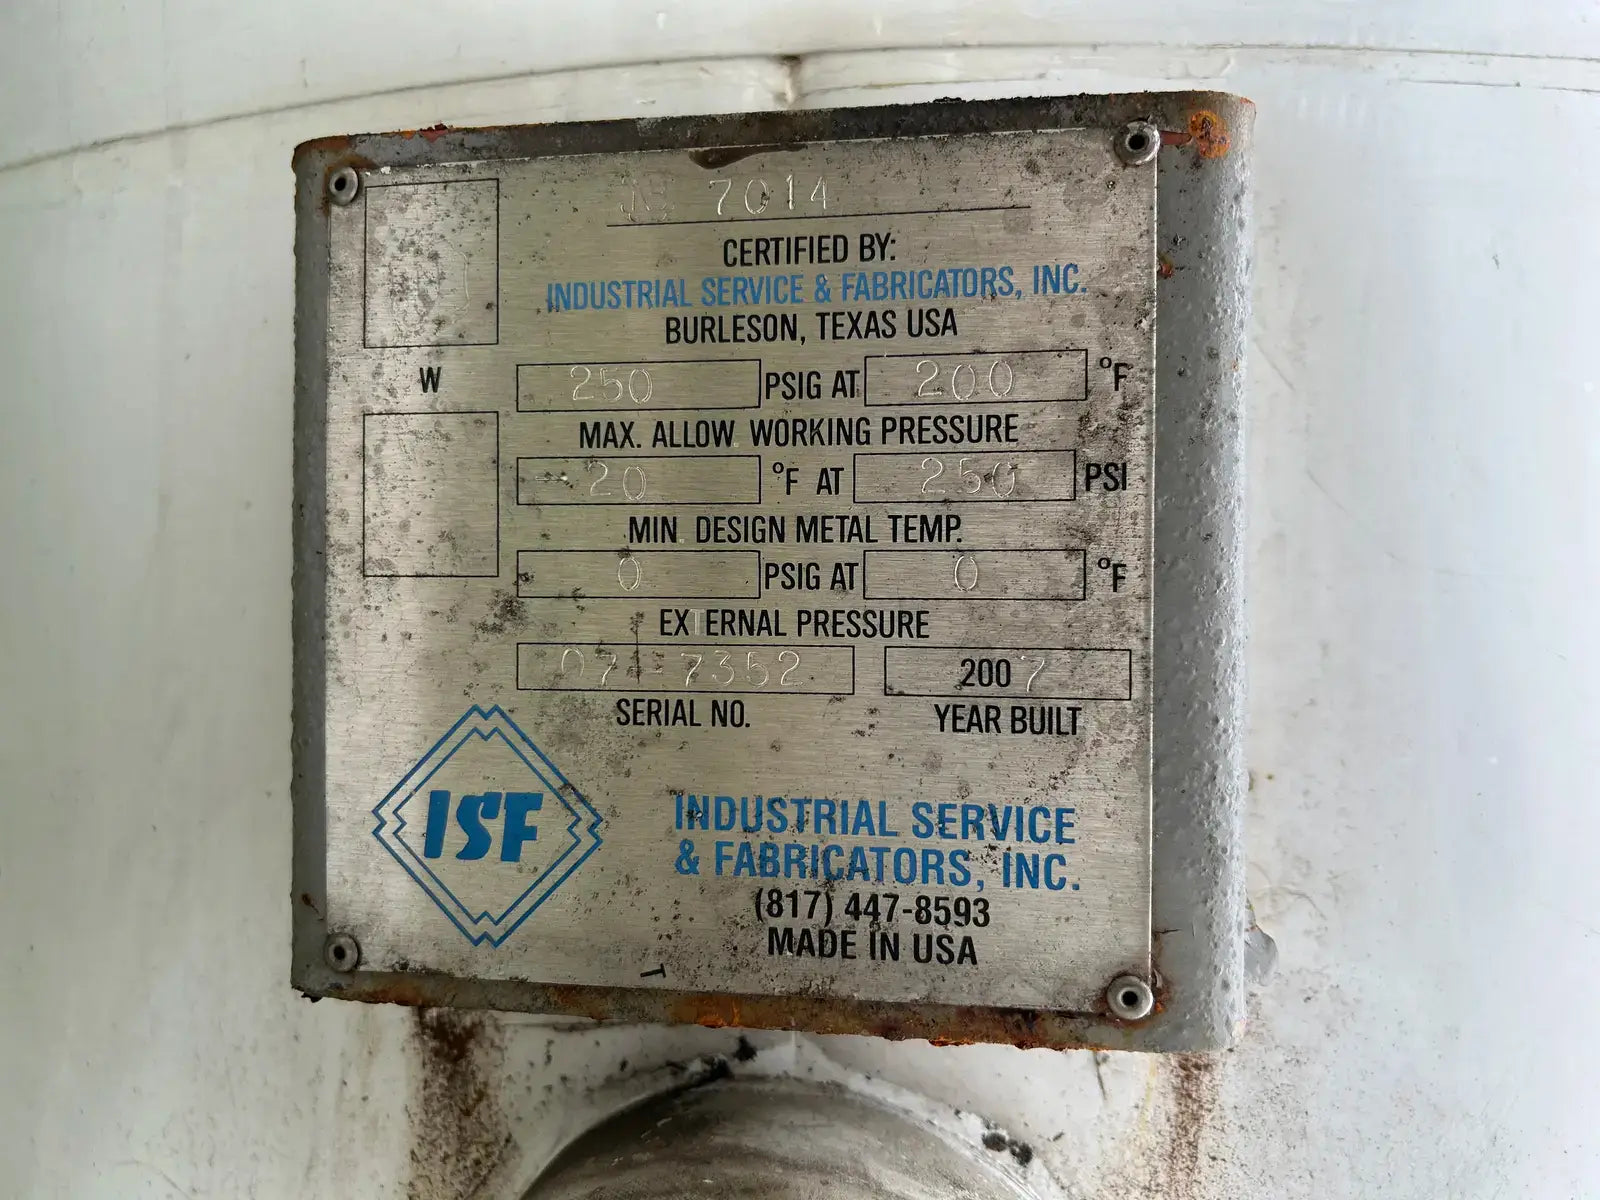 NB 7014
CERTIFIED BY:
INDUSTRIAL SERVICE & FABRICATORS, INC.
BURLESON, TEXAS USA
W
250 PSIG AT 200 °F
MAX. ALLOW. WORKING PRESSURE
-20 °F AT 250 PSI
MIN. DESIGN METAL TEMP.
0 PSIG AT 0 °F
EXTERNAL PRESSURE
07-7352 2007
SERIAL NO. YEAR BUILT
ISF
INDUSTRIAL SERVICE
& FABRICATORS, INC.
(817) 447-8593
MADE IN USA
T